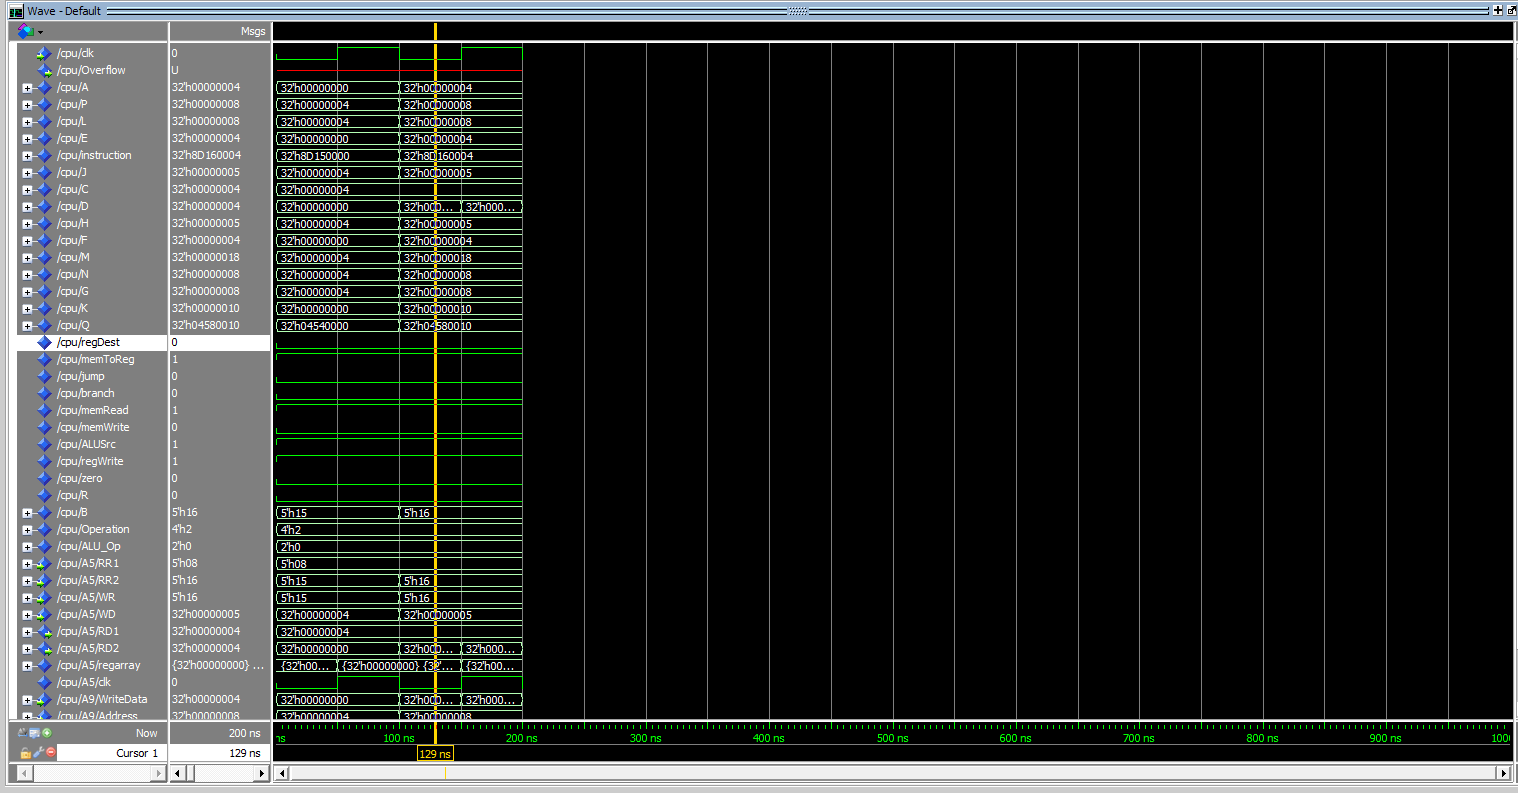 Wave - Default
Msgs
/cpu/clk 0
/cpu/Overflow U
/cpu/A 32'h00000004 32'h00000000 32'h00000004
/cpu/P 32'h00000008 32'h00000004 32'h00000008
/cpu/L 32'h00000008 32'h00000004 32'h00000008
/cpu/E 32'h00000004 32'h00000000 32'h00000004
/cpu/instruction 32'h8D160004 32'h8D150000 32'h8D160004
/cpu/J 32'h00000005 32'h00000004 32'h00000005
/cpu/C 32'h00000004 32'h00000004
/cpu/D 32'h00000004 32'h00000000 32'h000... 32'h000...
/cpu/H 32'h00000005 32'h00000004 32'h00000005
/cpu/F 32'h00000004 32'h00000000 32'h00000004
/cpu/M 32'h00000018 32'h00000004 32'h00000018
/cpu/N 32'h00000008 32'h00000004 32'h00000008
/cpu/G 32'h00000008 32'h00000004 32'h00000008
/cpu/K 32'h00000010 32'h00000000 32'h00000010
/cpu/Q 32'h04580010 32'h04540000 32'h04580010
/cpu/regDest 0
/cpu/memToReg 1
/cpu/jump 0
/cpu/branch 0
/cpu/memRead 1
/cpu/memWrite 0
/cpu/ALUSrc 1
/cpu/regWrite 1
/cpu/zero 0
/cpu/R 0
/cpu/B 5'h16 5'h15 5'h16
/cpu/Operation 4'h2 4'h2
/cpu/ALU_Op 2'h0 2'h0
/cpu/A5/RR1 5'h08 5'h08
/cpu/A5/RR2 5'h16 5'h15 5'h16
/cpu/A5/WR 5'h16 5'h15 5'h16
/cpu/A5/WD 32'h00000005 32'h00000004 32'h00000005
/cpu/A5/RD1 32'h00000004 32'h00000004
/cpu/A5/RD2 32'h00000004 32'h00000000 32'h000... 32'h000...
/cpu/A5/regarray {32'h00000000} ... {32'h00... {32'h00000000} {32'... {32'h00...
/cpu/A5/clk 0
/cpu/A9/WriteData 32'h00000004 32'h00000000 32'h000... 32'h000...
/cpu/A9/Address 32'h00000008 32'h00000004 32'h00000008
Now 200 ns ns 100 ns 200 ns 300 ns 400 ns 500 ns 600 ns 700 ns 800 ns 900 ns 100
Cursor 1 129 ns 129 ns